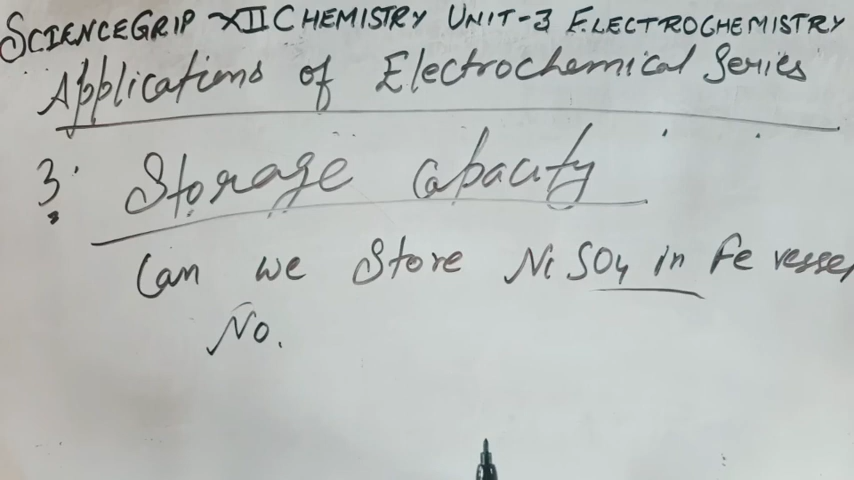 SCIENCEGRIP XII CHEMISTRY UNIT-3 ELECTROCHEMISTRY
Applications of Electrochemical Series
3. Storage Capacity
Can we Store NiSO4 in Fe vessel
No.